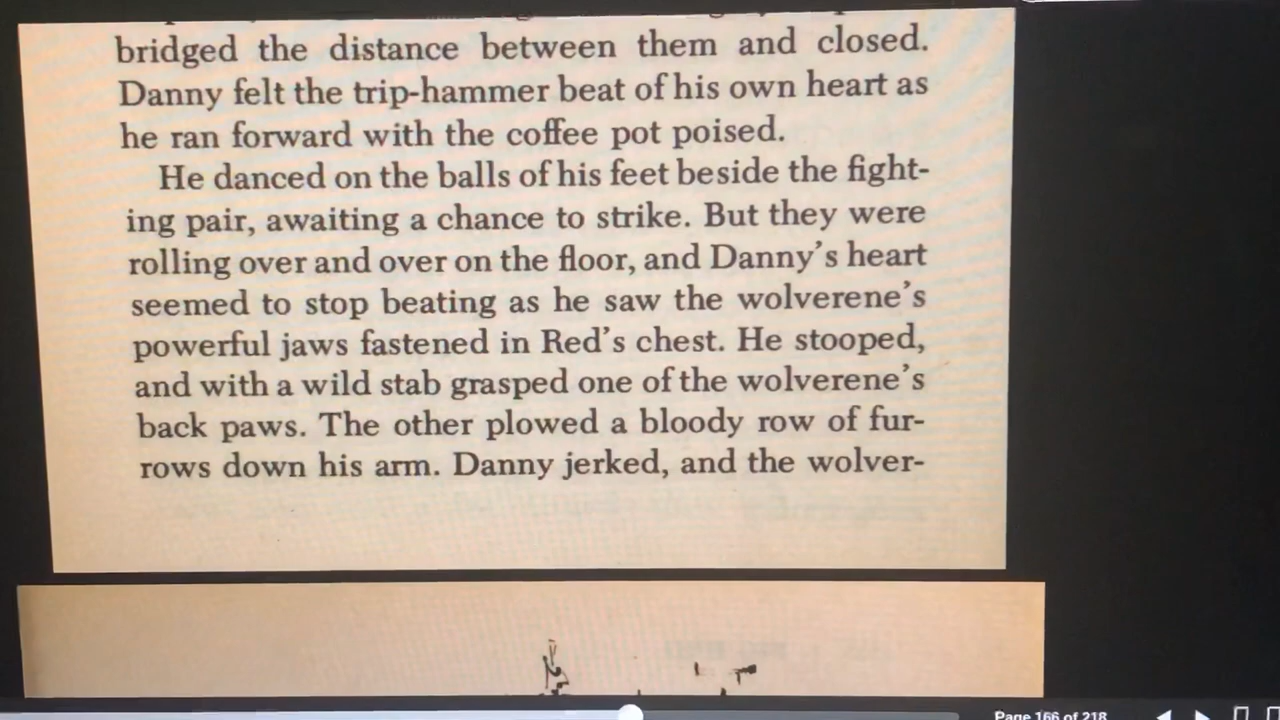 bridged the distance between them and closed.
Danny felt the trip-hammer beat of his own heart as
he ran forward with the coffee pot poised.
He danced on the balls of his feet beside the fight-
ing pair, awaiting a chance to strike. But they were
rolling over and over on the floor, and Danny's heart
seemed to stop beating as he saw the wolverene's
powerful jaws fastened in Red's chest. He stooped,
and with a wild stab grasped one of the wolverene's
back paws. The other plowed a bloody row of fur-
rows down his arm. Danny jerked, and the wolver-
Page 166 of 218